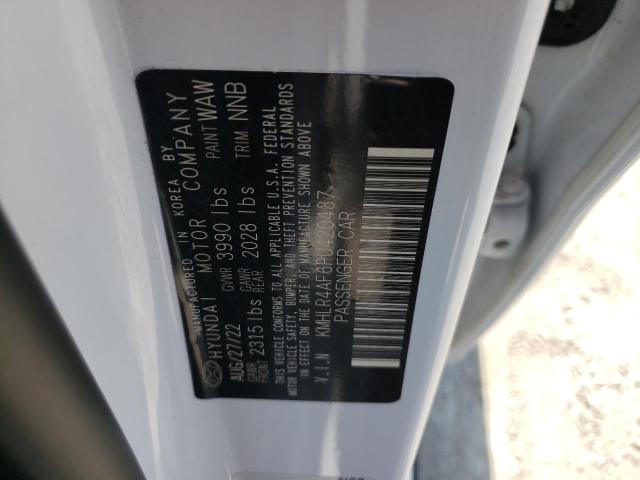 MANUFACTURED IN KOREA BY
HYUNDAI MOTOR COMPANY
AUG/27/22 GVWR 3990 lbs PAINT WAW
GAWR FRONT 2315 lbs GAWR REAR 2028 lbs TRIM NNB
THIS VEHICLE CONFORMS TO ALL APPLICABLE U.S.A. FEDERAL
MOTOR VEHICLE SAFETY, BUMPER, AND THEFT PREVENTION STANDARDS
IN EFFECT ON THE DATE OF MANUFACTURE SHOWN ABOVE
V.I.N KMHLR4AF6PU420487
PASSENGER CAR